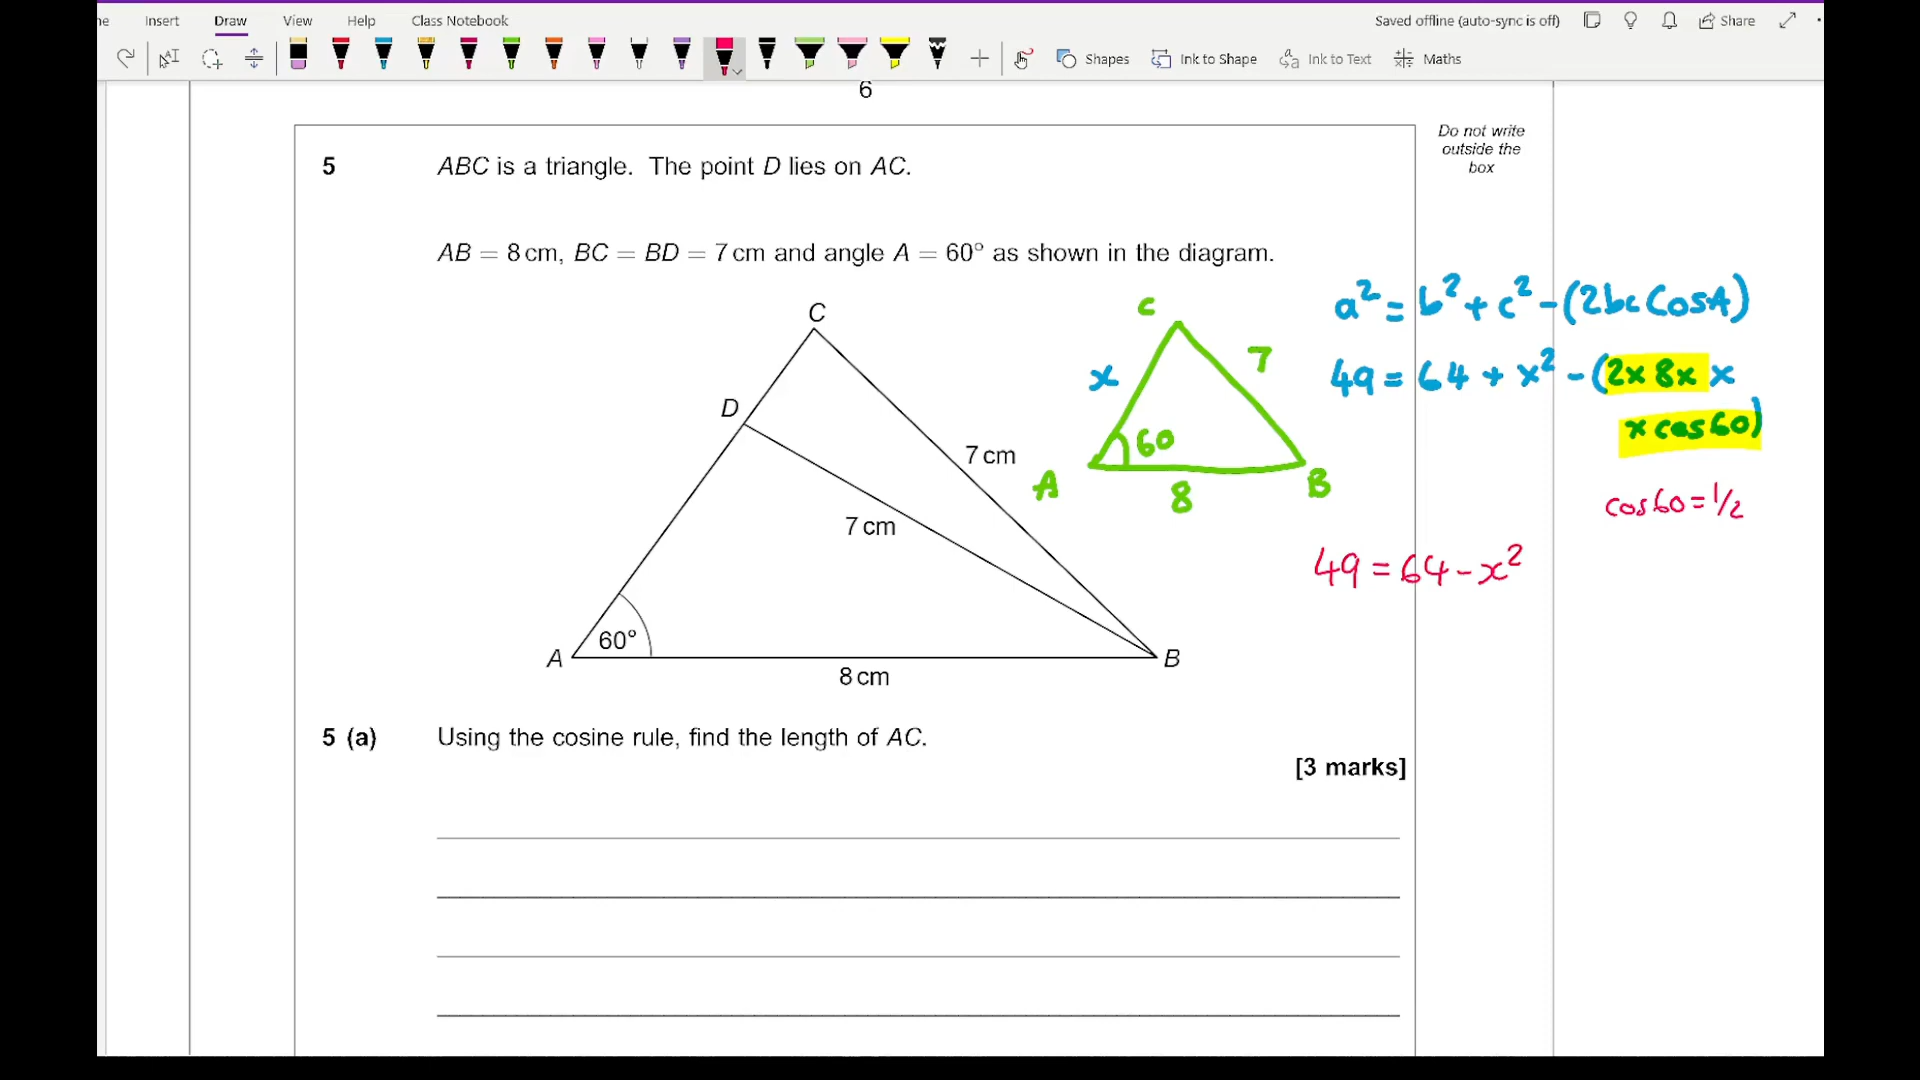 Insert Draw View Help Class Notebook Saved offline (auto-sync is off) Share
Shapes Ink to Shape Ink to Text Maths
6
Do not write
outside the
box
5 ABC is a triangle. The point D lies on AC.
AB = 8 cm, BC = BD = 7 cm and angle A = 60° as shown in the diagram.
C
D
7 cm
7 cm
60°
A
B
8 cm
C
x
7
60
A
8
B
a² = b² + c² - (2bc CosA)
49 = 64 + x² - (2x 8x x
x cos60)
cos60 = 1/2
49 = 64 - x²
5 (a) Using the cosine rule, find the length of AC.
[3 marks]